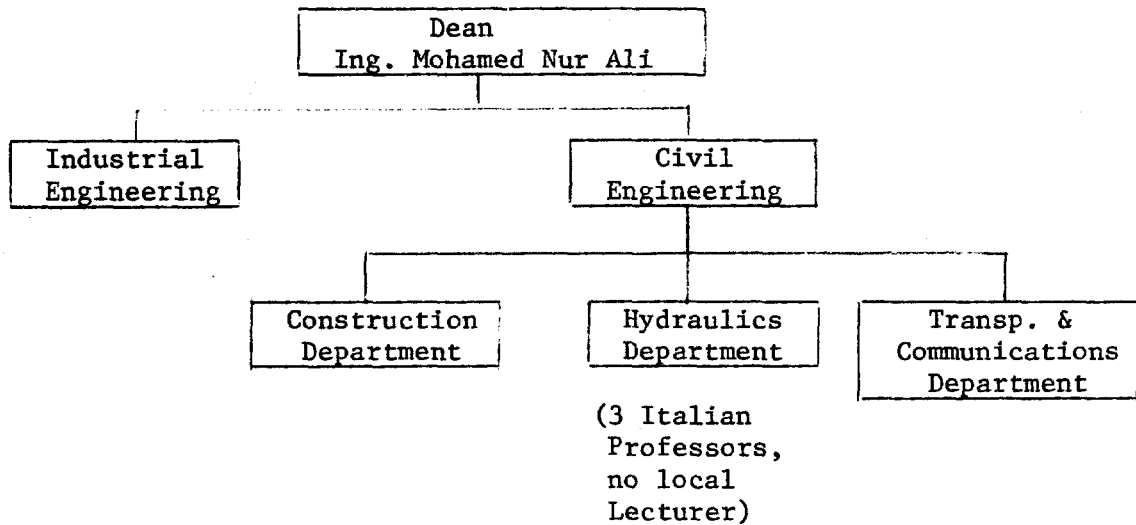 Dean
Ing. Mohamed Nur Ali
Industrial
Engineering
Civil
Engineering
Construction
Department
Hydraulics
Department
Transp. &
Communications
Department
(3 Italian
Professors,
no local
Lecturer)